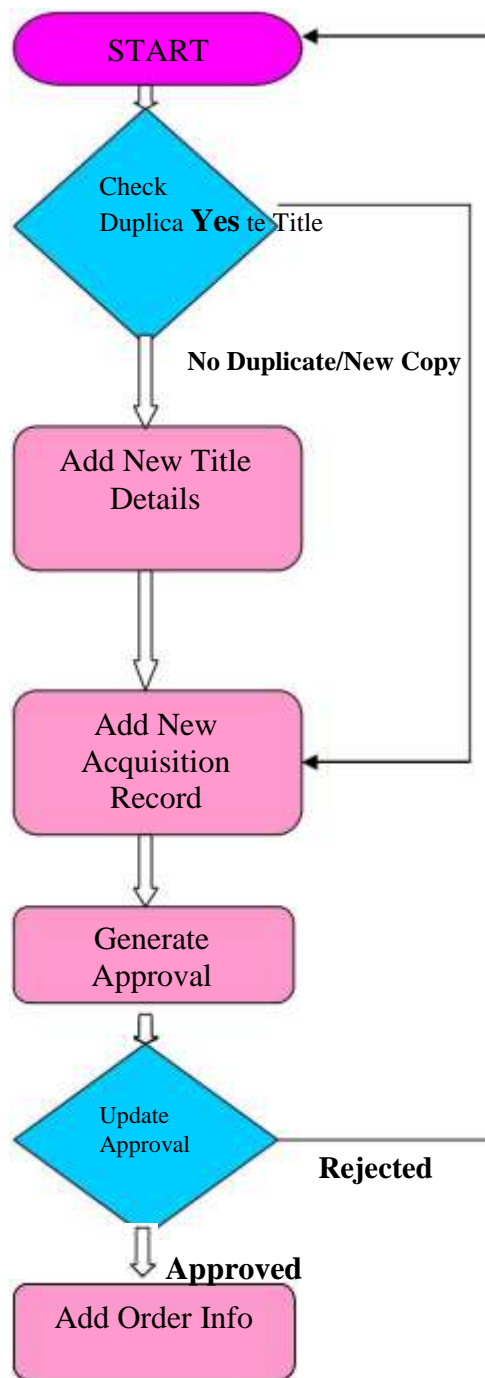 START
Check
Duplica Yes te Title
No Duplicate/New Copy
Add New Title
Details
Add New
Acquisition
Record
Generate
Approval
Update
Approval
Rejected
Approved
Add Order Info